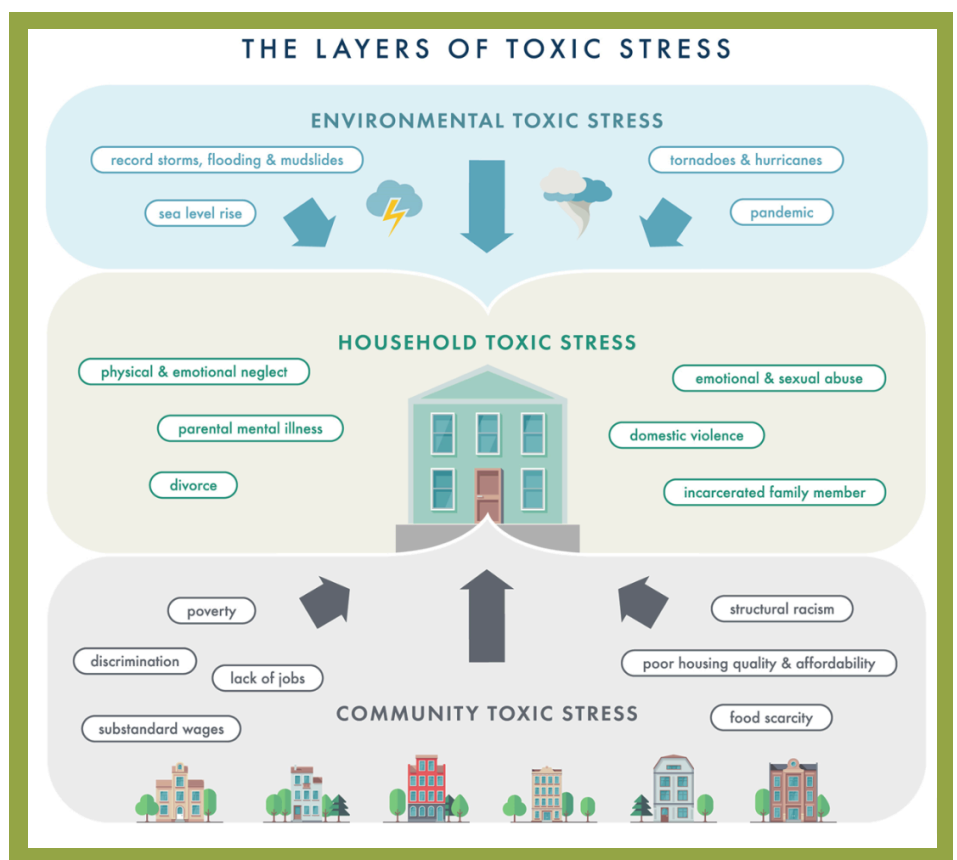 THE LAYERS OF TOXIC STRESS
ENVIRONMENTAL TOXIC STRESS
record storms, flooding & mudslides
tornadoes & hurricanes
sea level rise
pandemic
HOUSEHOLD TOXIC STRESS
physical & emotional neglect
emotional & sexual abuse
parental mental illness
domestic violence
divorce
incarcerated family member
poverty
structural racism
discrimination
poor housing quality & affordability
lack of jobs
COMMUNITY TOXIC STRESS
food scarcity
substandard wages